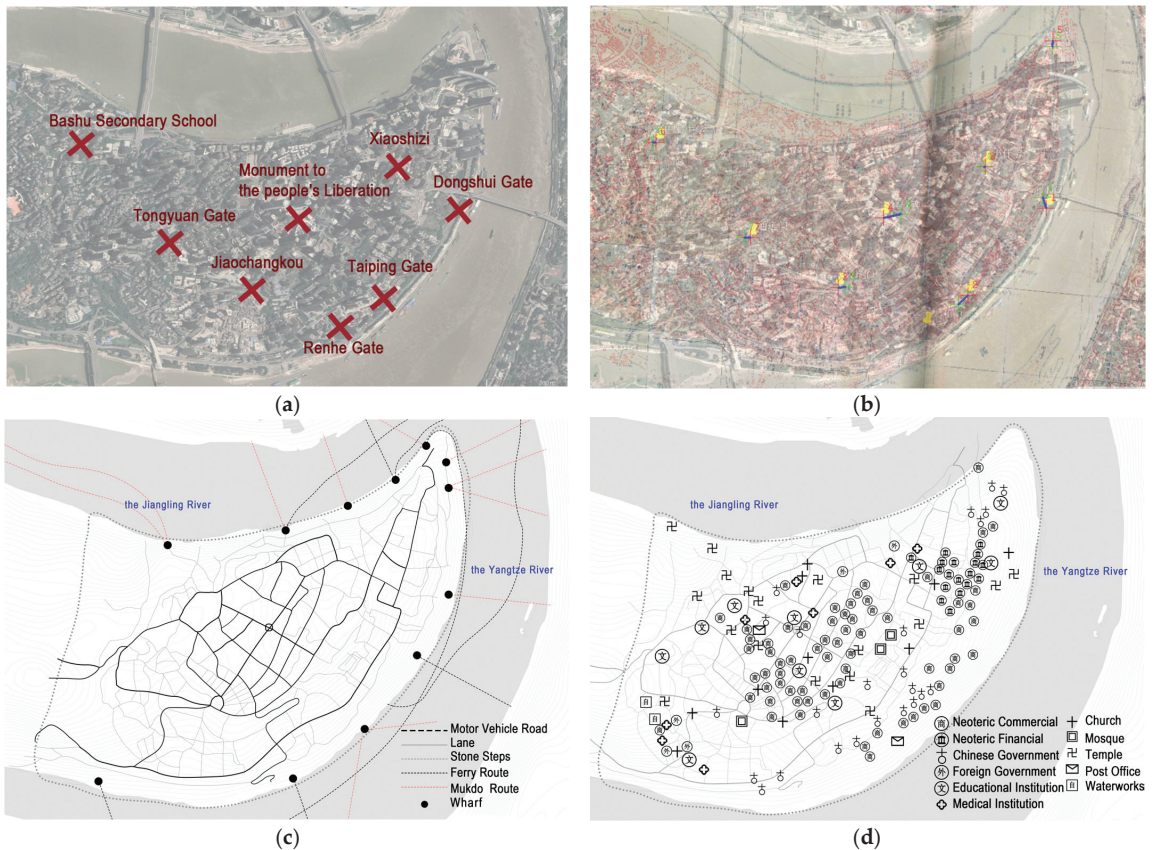 Bashu Secondary School
Xiaoshizi
Monument to
the people's Liberation
Dongshui Gate
Tongyuan Gate
Jiaochangkou
Taiping Gate
Renhe Gate
(a)
(b)
the Jiangling River
the Yangtze River
Motor Vehicle Road
Lane
Stone Steps
Ferry Route
Mukdo Route
Wharf
(c)
the Jiangling River
the Yangtze River
Neoteric Commercial
Neoteric Financial
Chinese Government
Foreign Government
Educational Institution
Medical Institution
Church
Mosque
Temple
Post Office
Waterworks
(d)